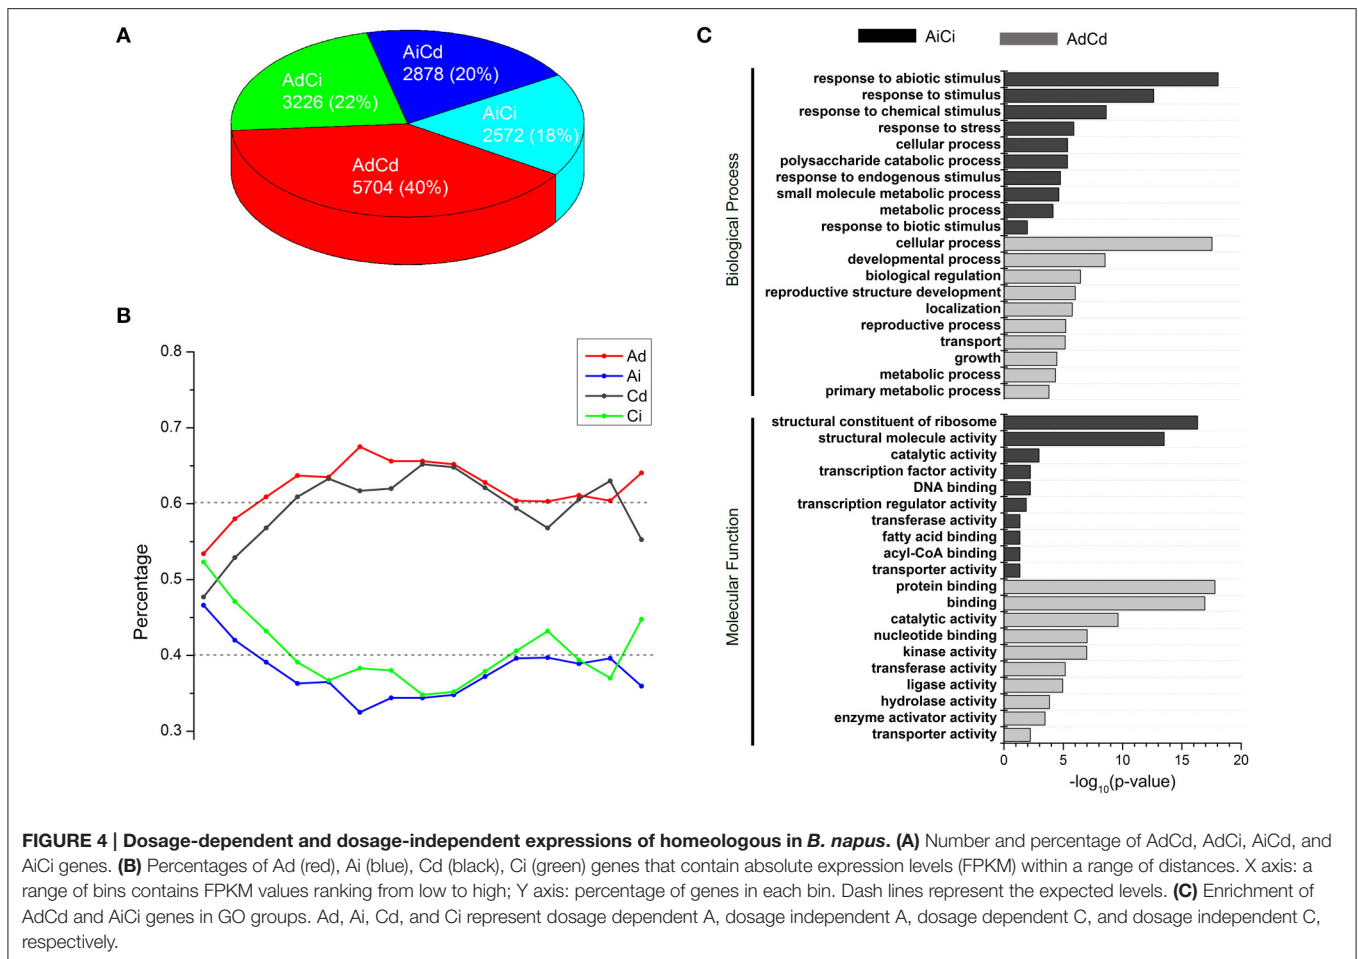 A
AiCd
2878 (20%)
AdCi
3226 (22%)
AiCi
2572 (18%)
AdCd
5704 (40%)
B
0.8
0.7
0.6
0.5
0.4
0.3
Percentage
Ad
Ai
Cd
Ci
C
AiCi
AdCd
Biological Process
response to abiotic stimulus
response to stimulus
response to chemical stimulus
response to stress
cellular process
polysaccharide catabolic process
response to endogenous stimulus
small molecule metabolic process
metabolic process
response to biotic stimulus
cellular process
developmental process
biological regulation
reproductive structure development
localization
reproductive process
transport
growth
metabolic process
primary metabolic process
Molecular Function
structural constituent of ribosome
structural molecule activity
catalytic activity
transcription factor activity
DNA binding
transcription regulator activity
transferase activity
fatty acid binding
acyl-CoA binding
transporter activity
protein binding
binding
catalytic activity
nucleotide binding
kinase activity
transferase activity
ligase activity
hydrolase activity
enzyme activator activity
transporter activity
0 5 10 15 20
-log10(p-value)
FIGURE 4 | Dosage-dependent and dosage-independent expressions of homeologous in B. napus. (A) Number and percentage of AdCd, AdCi, AiCd, and
AiCi genes. (B) Percentages of Ad (red), Ai (blue), Cd (black), Ci (green) genes that contain absolute expression levels (FPKM) within a range of distances. X axis: a
range of bins contains FPKM values ranking from low to high; Y axis: percentage of genes in each bin. Dash lines represent the expected levels. (C) Enrichment of
AdCd and AiCi genes in GO groups. Ad, Ai, Cd, and Ci represent dosage dependent A, dosage independent A, dosage dependent C, and dosage independent C,
respectively.